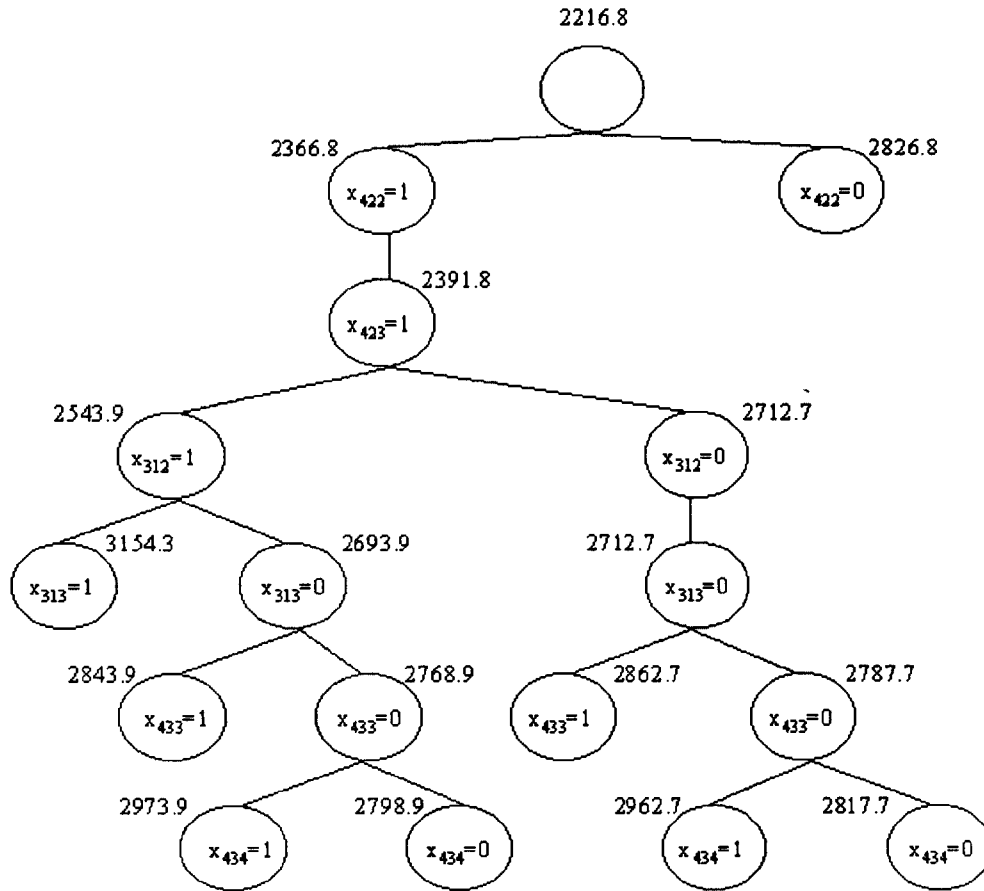 2216.8
2366.8
2826.8
x422=1
x422=0
2391.8
x423=1
2543.9
2712.7
x312=1
x312=0
3154.3
2693.9
2712.7
x313=1
x313=0
x313=0
2843.9
2768.9
2862.7
2787.7
x433=1
x433=0
x433=1
x433=0
2973.9
2798.9
2962.7
2817.7
x434=1
x434=0
x434=1
x434=0